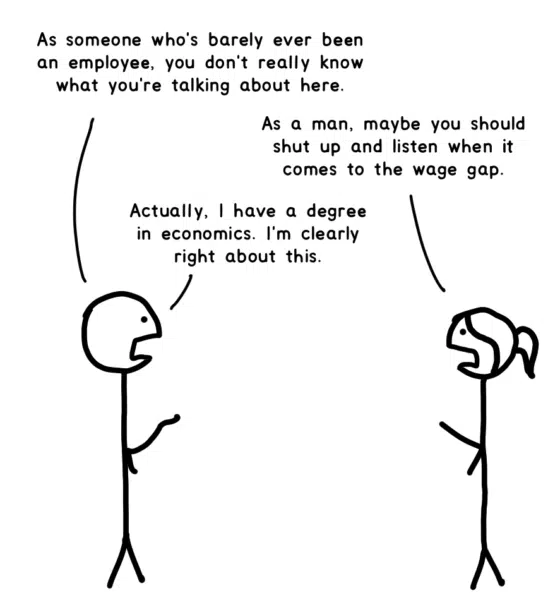 As someone who's barely ever been
an employee, you don't really know
what you're talking about here.
As a man, maybe you should
shut up and listen when it
comes to the wage gap.
Actually, I have a degree
in economics. I'm clearly
right about this.